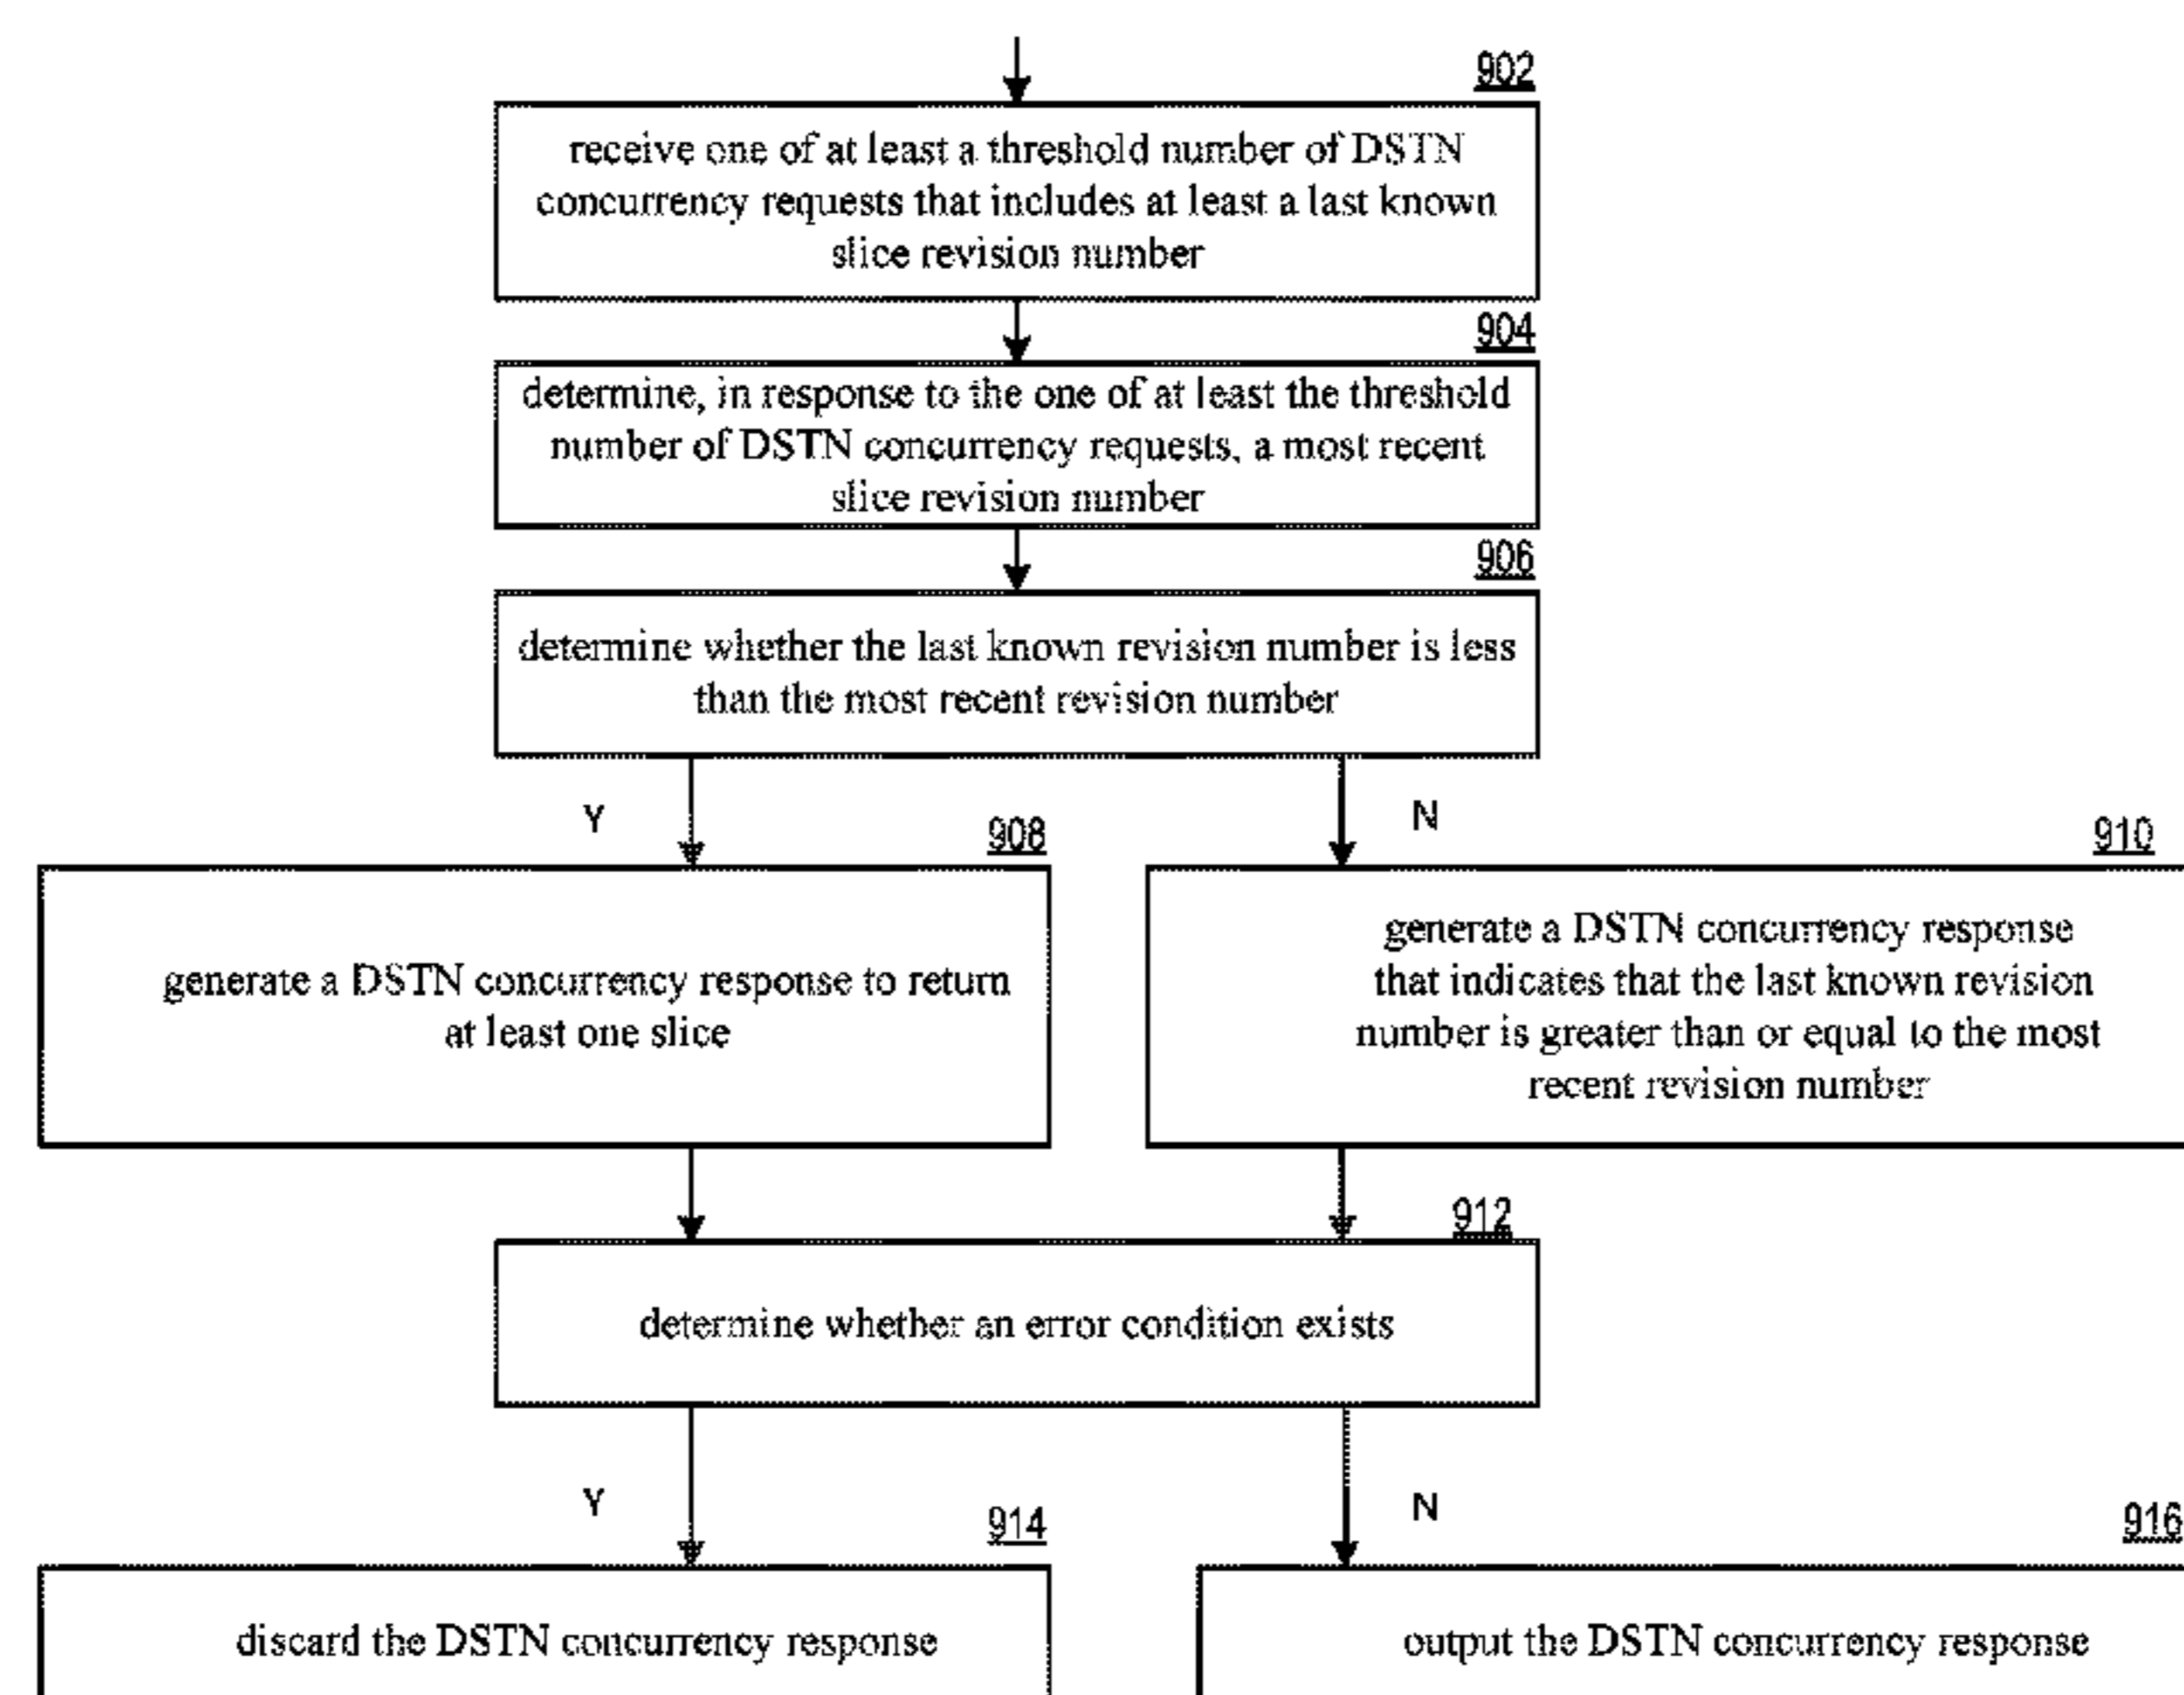 902
receive one of at least a threshold number of DSTN
concurrency requests that includes at least a last known
slice revision number
904
determine, in response to the one of at least the threshold
number of DSTN concurrency requests, a most recent
slice revision number
906
determine whether the last known revision number is less
than the most recent revision number
Y
N
908
generate a DSTN concurrency response to return
at least one slice
910
generate a DSTN concurrency response
that indicates that the last known revision
number is greater than or equal to the most
recent revision number
912
determine whether an error condition exists
Y
N
914
discard the DSTN concurrency response
916
output the DSTN concurrency response